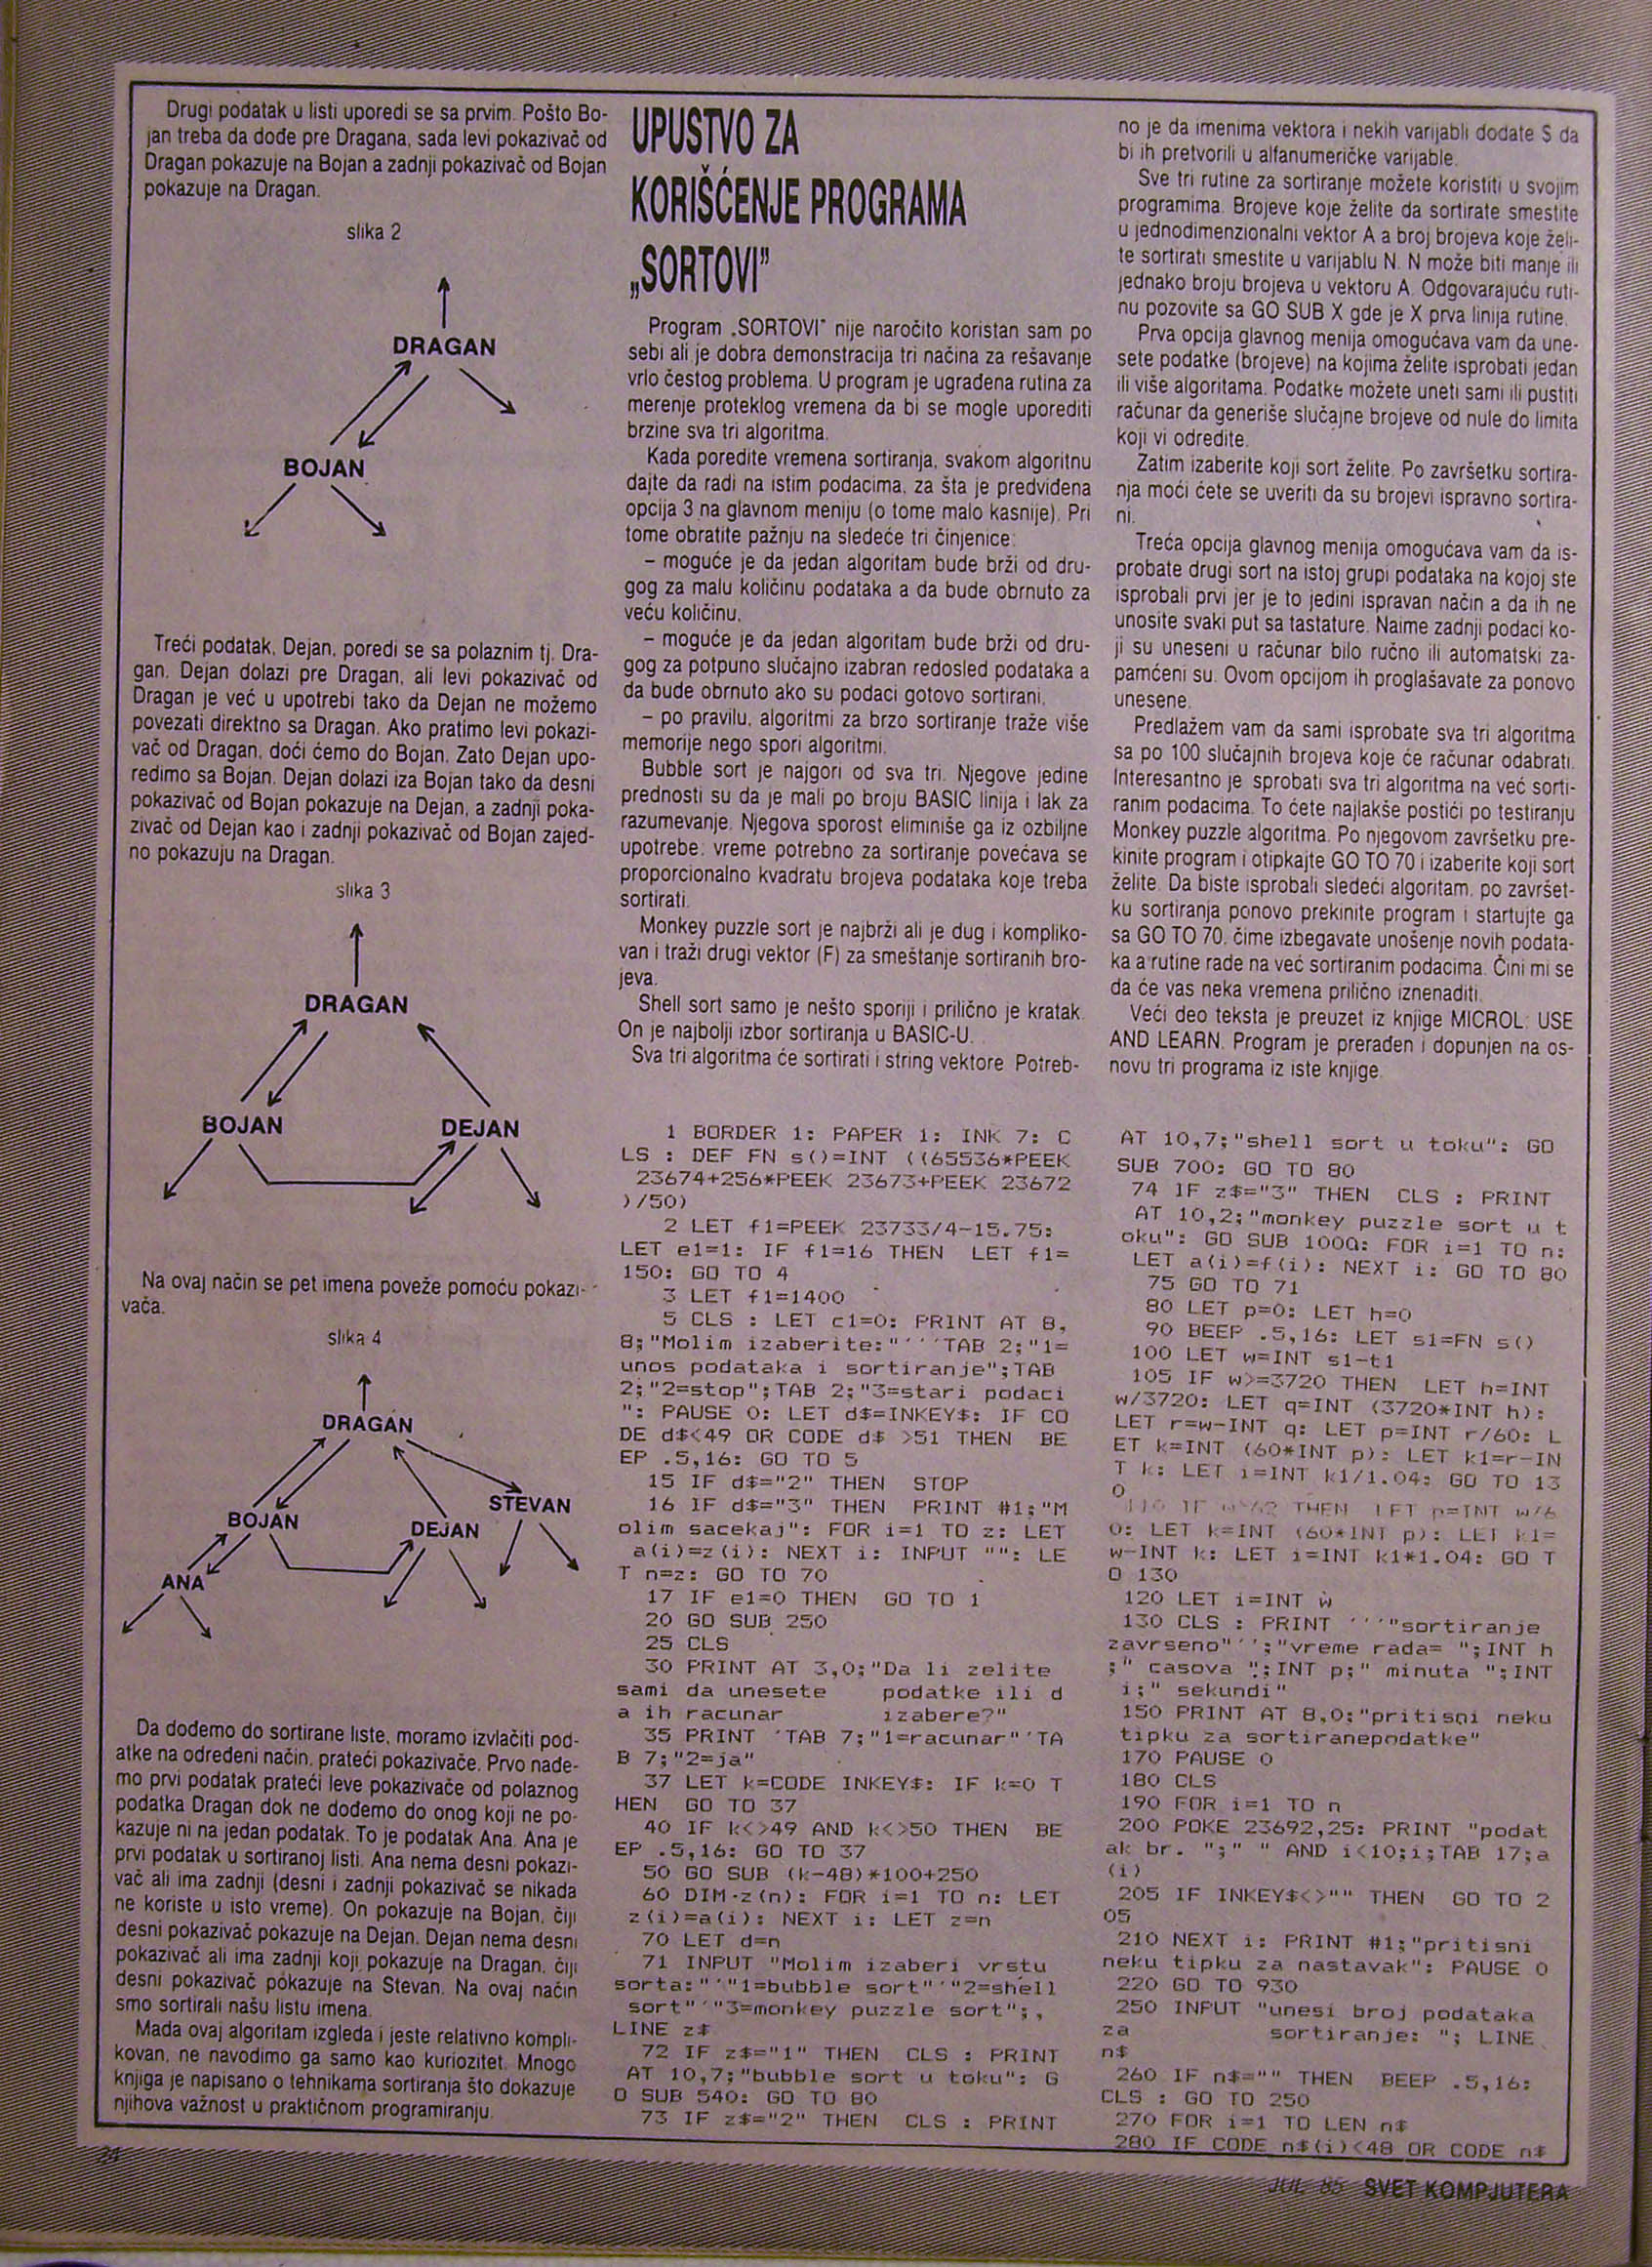 Drugi podatak u listi uporedi se sa prvim. Pošto Bo-
jan treba da dođe pre Dragana, sada levi pokazivač od
Dragan pokazuje na Bojan a zadnji pokazivač od Bojan
pokazuje na Dragan.
slika 2
DRAGAN
BOJAN
Treći podatak, Dejan, poredi se sa polaznim tj. Dra-
gan. Dejan dolazi pre Dragan, ali levi pokazivač od
Dragan je već u upotrebi tako da Dejan ne možemo
povezati direktno sa Dragan. Ako pratimo levi pokazi-
vač od Dragan, doći ćemo do Bojan. Zato Dejan upo-
redimo sa Bojan. Dejan dolazi iza Bojan tako da desni
pokazivač od Bojan pokazuje na Dejan, a zadnji poka-
zivač od Dejan kao i zadnji pokazivač od Bojan zajed-
no pokazuju na Dragan.
slika 3
DRAGAN
BOJAN DEJAN
Na ovaj način se pet imena poveže pomoću pokazi-
vača.
slika 4
DRAGAN
STEVAN
BOJAN DEJAN
ANA
Da dođemo do sortirane liste, moramo izvlačiti pod-
atke na određeni način, prateći pokazivače. Prvo nađe-
mo prvi podatak prateći leve pokazivače od polaznog
podatka Dragan dok ne dođemo do onog koji ne po-
kazuje ni na jedan podatak. To je podatak Ana. Ana je
prvi podatak u sortiranoj listi. Ana nema desni pokazi-
vač ali ima zadnji (desni i zadnji pokazivač se nikada
ne koriste u isto vreme). On pokazuje na Bojan, čiji
desni pokazivač pokazuje na Dejan. Dejan nema desni
pokazivač ali ima zadnji koji pokazuje na Dragan, čiji
desni pokazivač pokazuje na Stevan. Na ovaj način
smo sortirali našu listu imena.
Mada ovaj algoritam izgleda i jeste relativno kompli-
kovan, ne navodimo ga samo kao kuriozitet. Mnogo
knjiga je napisano o tehnikama sortiranja što dokazuje
njihova važnost u praktičnom programiranju.
UPUSTVO ZA
KORIŠĆENJE PROGRAMA
„SORTOVI”
Program „SORTOVI” nije naročito koristan sam po
sebi ali je dobra demonstracija tri načina za rešavanje
vrlo čestog problema. U program je ugrađena rutina za
merenje proteklog vremena da bi se mogle uporediti
brzine sva tri algoritma.
Kada poredite vremena sortiranja, svakom algoritnu
dajte da radi na istim podacima, za šta je predviđena
opcija 3 na glavnom meniju (o tome malo kasnije). Pri
tome obratite pažnju na sledeće tri činjenice:
– moguće je da jedan algoritam bude brži od dru-
gog za malu količinu podataka a da bude obrnuto za
veću količinu,
– moguće je da jedan algoritam bude brži od dru-
gog za potpuno slučajno izabran redosled podataka a
da bude obrnuto ako su podaci gotovo sortirani,
– po pravilu, algoritmi za brzo sortiranje traže više
memorije nego spori algoritmi.
Bubble sort je najgori od sva tri. Njegove jedine
prednosti su da je mali po broju BASIC linija i lak za
razumevanje. Njegova sporost eliminiše ga iz ozbiljne
upotrebe: vreme potrebno za sortiranje povećava se
proporcionalno kvadratu brojeva podataka koje treba
sortirati.
Monkey puzzle sort je najbrži ali je dug i kompliko-
van i traži drugi vektor (F) za smeštanje sortiranih bro-
jeva.
Shell sort samo je nešto sporiji i prilično je kratak.
On je najbolji izbor sortiranja u BASIC-U.
Sva tri algoritma će sortirati i string vektore. Potreb-
no je da imenima vektora i nekih varijabli dodate S da
bi ih pretvorili u alfanumeričke varijable.
Sve tri rutine za sortiranje možete koristiti u svojim
programima. Brojeve koje želite da sortirate smestite
u jednodimenzionalni vektor A a broj brojeva koje želi-
te sortirati smestite u varijablu N. N može biti manje ili
jednako broju brojeva u vektoru A. Odgovarajuću ruti-
nu pozovite sa GO SUB X gde je X prva linija rutine.
Prva opcija glavnog menija omogućava vam da une-
sete podatke (brojeve) na kojima želite isprobati jedan
ili više algoritama. Podatke možete uneti sami ili pustiti
računar da generiše slučajne brojeve od nule do limita
koji vi odredite.
Zatim izaberite koji sort želite. Po završetku sortira-
nja moći ćete se uveriti da su brojevi ispravno sortira-
ni.
Treća opcija glavnog menija omogućava vam da is-
probate drugi sort na istoj grupi podataka na kojoj ste
isprobali prvi jer je to jedini ispravan način a da ih ne
unosite svaki put sa tastature. Naime zadnji podaci ko-
ji su uneseni u računar bilo ručno ili automatski za-
pamćeni su. Ovom opcijom ih proglašavate za ponovo
unesene.
Predlažem vam da sami isprobate sva tri algoritma
sa po 100 slučajnih brojeva koje će računar odabrati.
Interesantno je sprobati sva tri algoritma na već sorti-
ranim podacima. To ćete najlakše postići po testiranju
Monkey puzzle algoritma. Po njegovom završetku pre-
kinite program i otipkajte GO TO 70 i izaberite koji sort
želite. Da biste isprobali sledeći algoritam, po završet-
ku sortiranja ponovo prekinite program i startujte ga
sa GO TO 70, čime izbegavate unošenje novih podata-
ka a rutine rade na već sortiranim podacima. Čini mi se
da će vas neka vremena prilično iznenaditi.
Veći deo teksta je preuzet iz knjige MICROL: USE
AND LEARN. Program je prerađen i dopunjen na os-
novu tri programa iz iste knjige.
1 BORDER 1: PAPER 1: INK 7: C
LS : DEF FN s()=INT ((65536*PEEK
23674+256*PEEK 23673+PEEK 23672
)/50)
2 LET f1=PEEK 23733/4-15.75:
LET e1=1: IF f1=16 THEN LET f1=
150: GO TO 4
3 LET f1=1400
5 CLS : LET c1=0: PRINT AT 8,
8;"Molim izaberite:"'''TAB 2;"1=
unos podataka i sortiranje";TAB
2;"2=stop";TAB 2;"3=stari podaci
": PAUSE 0: LET d$=INKEY$: IF CO
DE d$<49 OR CODE d$ >51 THEN BE
EP .5,16: GO TO 5
15 IF d$="2" THEN STOP
16 IF d$="3" THEN PRINT #1;"M
olim sacekaj": FOR i=1 TO z: LET
a(i)=z(i): NEXT i: INPUT "": LE
T n=z: GO TO 70
17 IF e1=0 THEN GO TO 1
20 GO SUB 250
25 CLS
30 PRINT AT 3,0;"Da li zelite
sami da unesete podatke ili d
a ih racunar izabere?"
35 PRINT 'TAB 7;"1=racunar"'TA
B 7;"2=ja"
37 LET k=CODE INKEY$: IF k=0 T
HEN GO TO 37
40 IF k<>49 AND k<>50 THEN BE
EP .5,16: GO TO 37
50 GO SUB (k-48)*100+250
60 DIM z(n): FOR i=1 TO n: LET
z(i)=a(i): NEXT i: LET z=n
70 LET d=n
71 INPUT "Molim izaberi vrstu
sorta:"'"1=bubble sort"'"2=shell
sort"'"3=monkey puzzle sort";,
LINE z$
72 IF z$="1" THEN CLS : PRINT
AT 10,7;"bubble sort u toku": G
O SUB 540: GO TO 80
73 IF z$="2" THEN CLS : PRINT
AT 10,7;"shell sort u toku": GO
SUB 700: GO TO 80
74 IF z$="3" THEN CLS : PRINT
AT 10,2;"monkey puzzle sort u t
oku": GO SUB 1000: FOR i=1 TO n:
LET a(i)=f(i): NEXT i: GO TO 80
75 GO TO 71
80 LET p=0: LET h=0
90 BEEP .5,16: LET s1=FN s()
100 LET w=INT s1-t1
105 IF w>=3720 THEN LET h=INT
w/3720: LET q=INT (3720*INT h):
LET r=w-INT q: LET p=INT r/60: L
ET k=INT (60*INT p): LET k1=r-IN
T k: LET i=INT k1/1.04: GO TO 13
0
110 IF w>62 THEN LET p=INT w/6
0: LET k=INT (60*INT p): LET k1=
w-INT k: LET i=INT k1*1.04: GO T
O 130
120 LET i=INT w
130 CLS : PRINT '''"sortiranje
zavrseno"'';"vreme rada= ";INT h
;" casova ";INT p;" minuta ";INT
i;" sekundi"
150 PRINT AT 8,0;"pritisni neku
tipku za sortiranepodatke"
170 PAUSE 0
180 CLS
190 FOR i=1 TO n
200 POKE 23692,25: PRINT "podat
ak br. ";" " AND i<10;i;TAB 17;a
(i)
205 IF INKEY$<>"" THEN GO TO 2
05
210 NEXT i: PRINT #1;"pritisni
neku tipku za nastavak": PAUSE 0
220 GO TO 930
250 INPUT "unesi broj podataka
za sortiranje: "; LINE
n$
260 IF n$="" THEN BEEP .5,16:
CLS : GO TO 250
270 FOR i=1 TO LEN n$
280 IF CODE n$(i)<48 OR CODE n$
24
JUL '85 SVET KOMPJUTERA